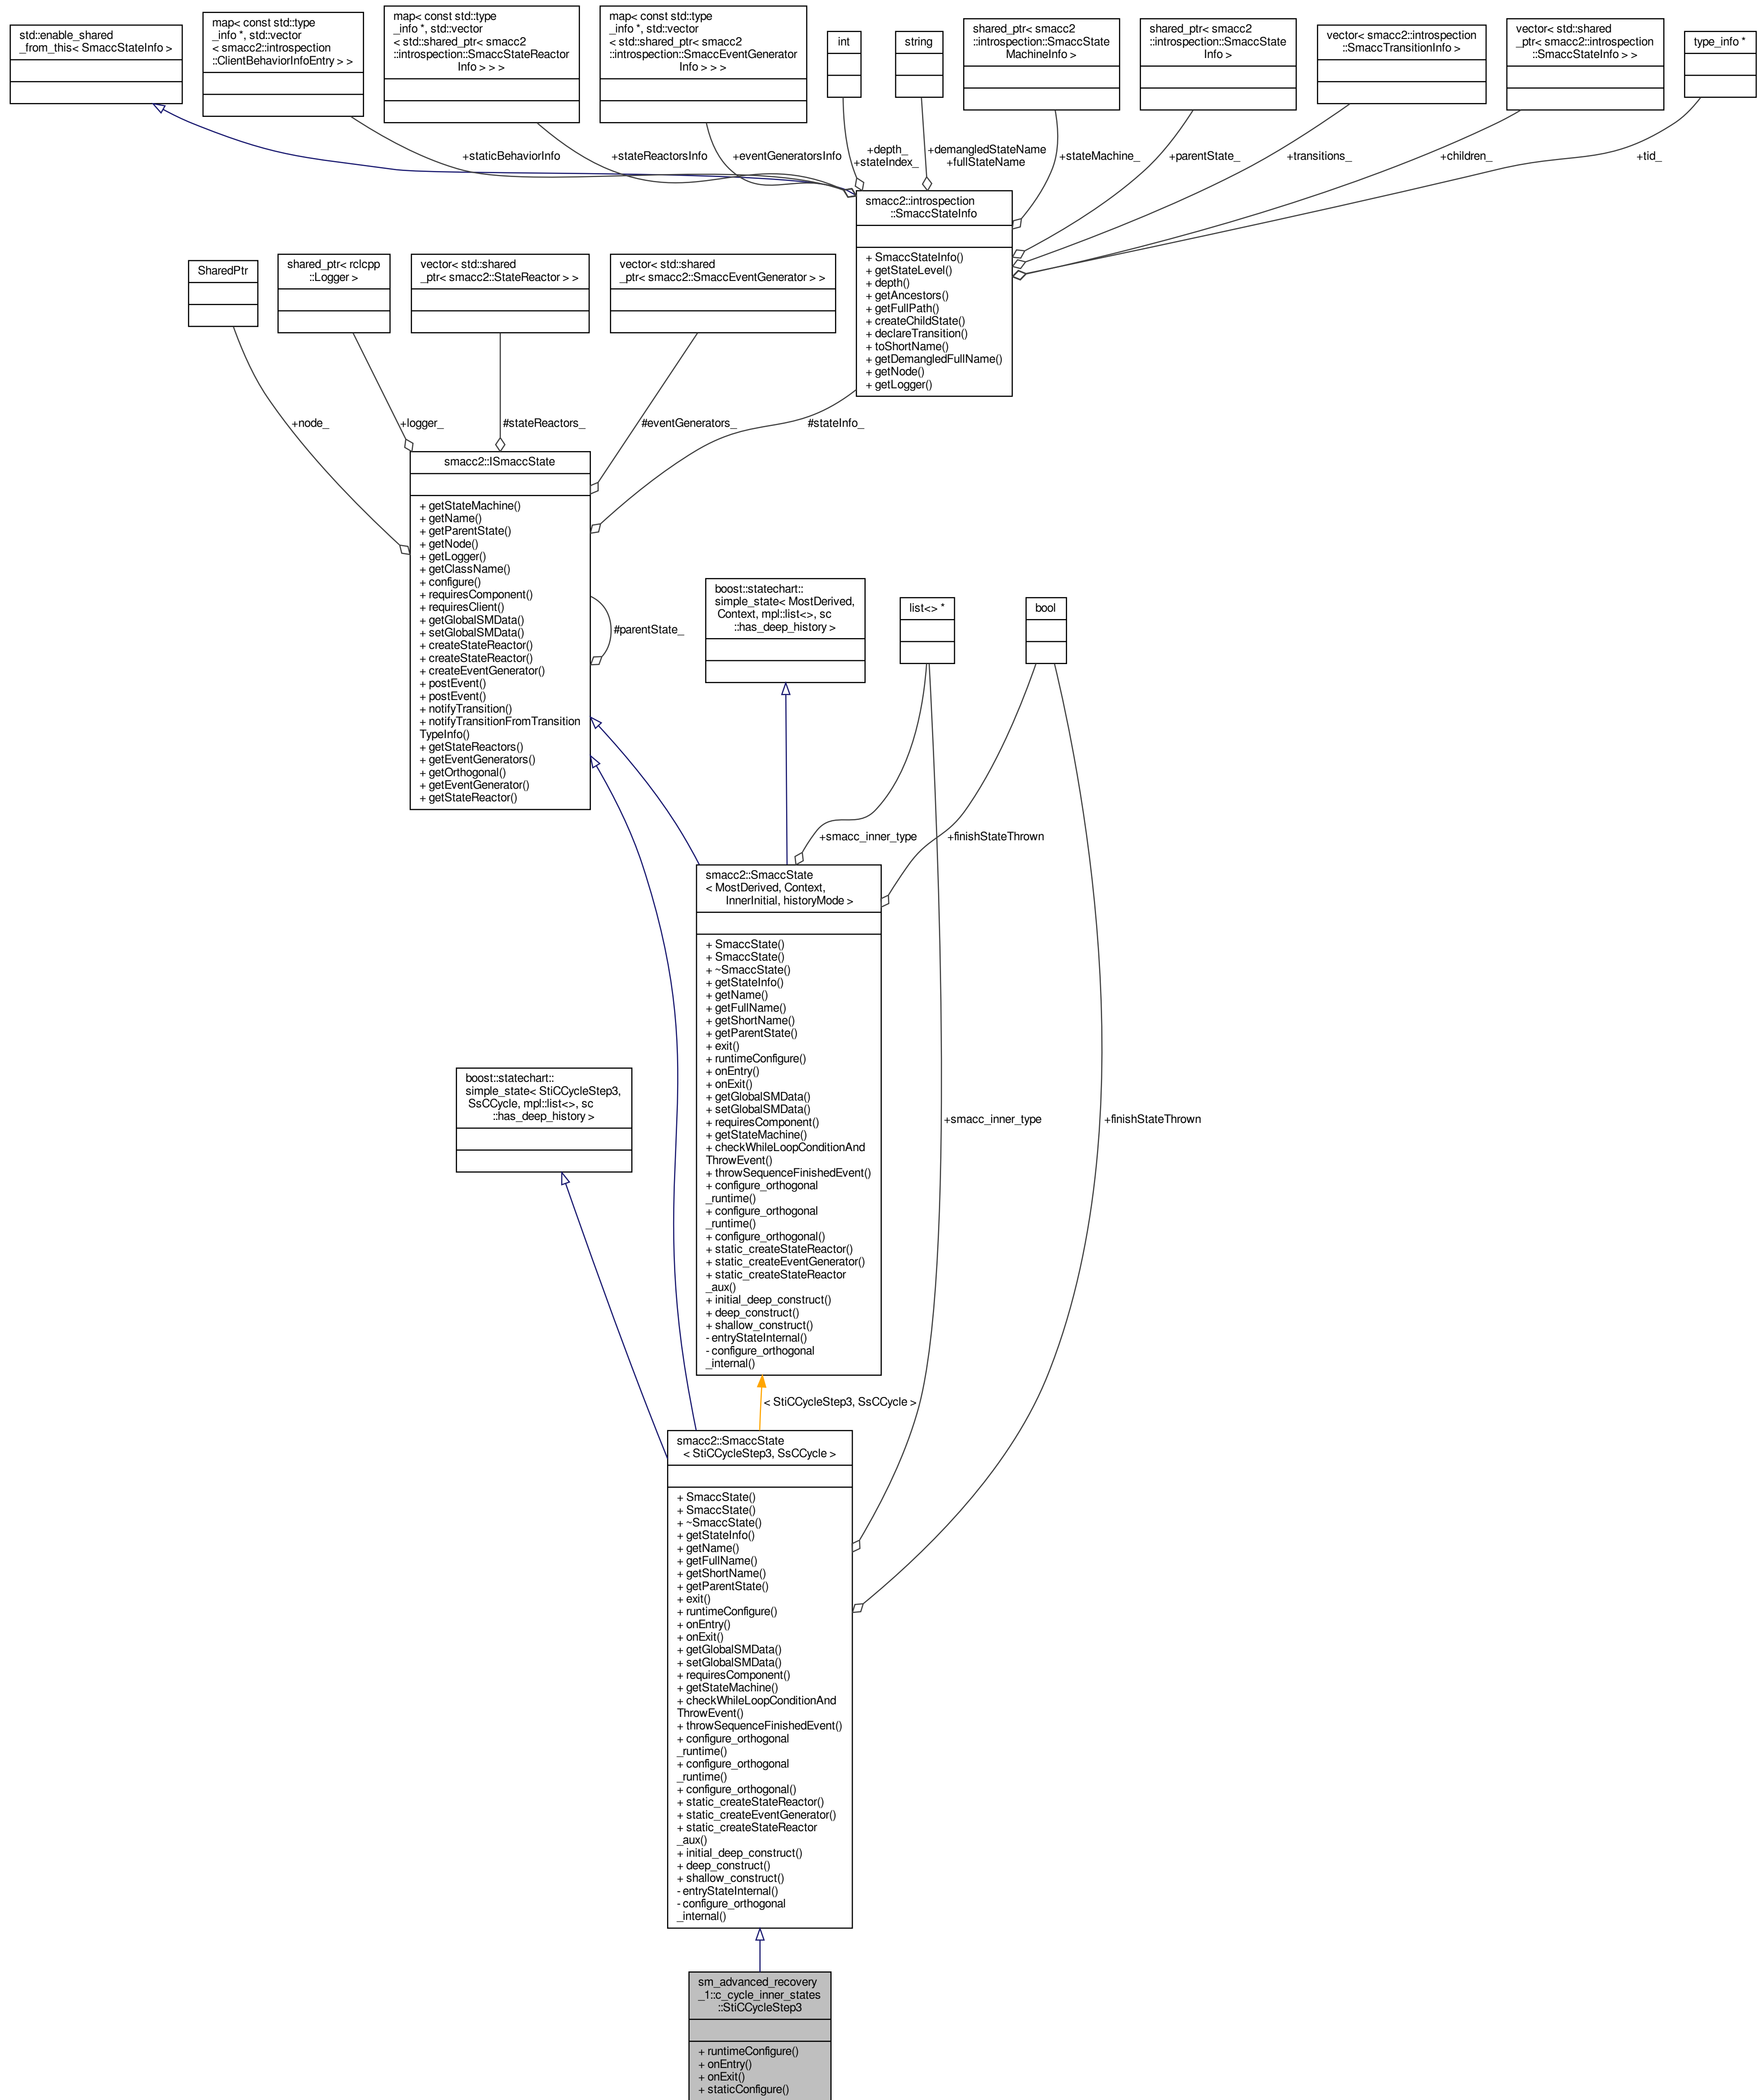 std::enable_shared
_from_this< SmaccStateInfo >
map< const std::type
_info *, std::vector
< smacc2::introspection
::ClientBehaviorInfoEntry > >
map< const std::type
_info *, std::vector
< std::shared_ptr< smacc2
::introspection::SmaccStateReactor
Info > > >
map< const std::type
_info *, std::vector
< std::shared_ptr< smacc2
::introspection::SmaccEventGenerator
Info > > >
int
string
shared_ptr< smacc2
::introspection::SmaccState
MachineInfo >
shared_ptr< smacc2
::introspection::SmaccState
Info >
vector< smacc2::introspection
::SmaccTransitionInfo >
vector< std::shared
_ptr< smacc2::introspection
::SmaccStateInfo > >
type_info *
+staticBehaviorInfo
+stateReactorsInfo
+eventGeneratorsInfo
+depth_
+stateIndex_
+demangledStateName
+fullStateName
+stateMachine_
+parentState_
+transitions_
+children_
+tid_
smacc2::introspection
::SmaccStateInfo
+ SmaccStateInfo()
+ getStateLevel()
+ depth()
+ getAncestors()
+ getFullPath()
+ createChildState()
+ declareTransition()
+ toShortName()
+ getDemangledFullName()
+ getNode()
+ getLogger()
SharedPtr
shared_ptr< rclcpp
::Logger >
vector< std::shared
_ptr< smacc2::StateReactor > >
vector< std::shared
_ptr< smacc2::SmaccEventGenerator > >
+node_
+logger_
#stateReactors_
#eventGenerators_
#stateInfo_
smacc2::ISmaccState
+ getStateMachine()
+ getName()
+ getParentState()
+ getNode()
+ getLogger()
+ getClassName()
+ configure()
+ requiresComponent()
+ requiresClient()
+ getGlobalSMData()
+ setGlobalSMData()
+ createStateReactor()
+ createStateReactor()
+ createEventGenerator()
+ postEvent()
+ postEvent()
+ notifyTransition()
+ notifyTransitionFromTransition
TypeInfo()
+ getStateReactors()
+ getEventGenerators()
+ getOrthogonal()
+ getEventGenerator()
+ getStateReactor()
#parentState_
boost::statechart::
simple_state< MostDerived,
Context, mpl::list<>, sc
::has_deep_history >
list<> *
bool
+smacc_inner_type
+finishStateThrown
smacc2::SmaccState
< MostDerived, Context,
InnerInitial, historyMode >
+ SmaccState()
+ SmaccState()
+ ~SmaccState()
+ getStateInfo()
+ getName()
+ getFullName()
+ getShortName()
+ getParentState()
+ exit()
+ runtimeConfigure()
+ onEntry()
+ onExit()
+ getGlobalSMData()
+ setGlobalSMData()
+ requiresComponent()
+ getStateMachine()
+ checkWhileLoopConditionAnd
ThrowEvent()
+ throwSequenceFinishedEvent()
+ configure_orthogonal
_runtime()
+ configure_orthogonal
_runtime()
+ configure_orthogonal()
+ static_createStateReactor()
+ static_createEventGenerator()
+ static_createStateReactor
_aux()
+ initial_deep_construct()
+ deep_construct()
+ shallow_construct()
- entryStateInternal()
- configure_orthogonal
_internal()
boost::statechart::
simple_state< StiCCycleStep3,
SsCCycle, mpl::list<>, sc
::has_deep_history >
+smacc_inner_type
+finishStateThrown
< StiCCycleStep3, SsCCycle >
smacc2::SmaccState
< StiCCycleStep3, SsCCycle >
+ SmaccState()
+ SmaccState()
+ ~SmaccState()
+ getStateInfo()
+ getName()
+ getFullName()
+ getShortName()
+ getParentState()
+ exit()
+ runtimeConfigure()
+ onEntry()
+ onExit()
+ getGlobalSMData()
+ setGlobalSMData()
+ requiresComponent()
+ getStateMachine()
+ checkWhileLoopConditionAnd
ThrowEvent()
+ throwSequenceFinishedEvent()
+ configure_orthogonal
_runtime()
+ configure_orthogonal
_runtime()
+ configure_orthogonal()
+ static_createStateReactor()
+ static_createEventGenerator()
+ static_createStateReactor
_aux()
+ initial_deep_construct()
+ deep_construct()
+ shallow_construct()
- entryStateInternal()
- configure_orthogonal
_internal()
sm_advanced_recovery
_1::c_cycle_inner_states
::StiCCycleStep3
+ runtimeConfigure()
+ onEntry()
+ onExit()
+ staticConfigure()